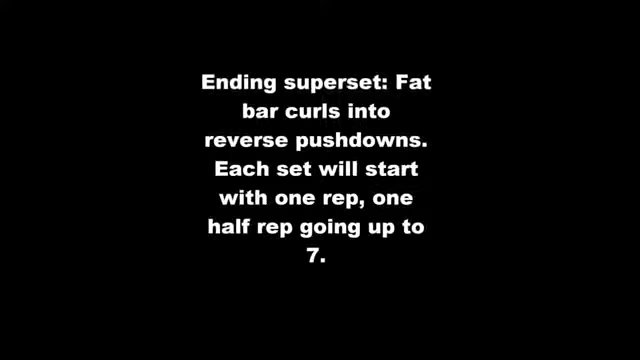 Ending superset: Fat
bar curls into
reverse pushdowns.
Each set will start
with one rep, one
half rep going up to
7.